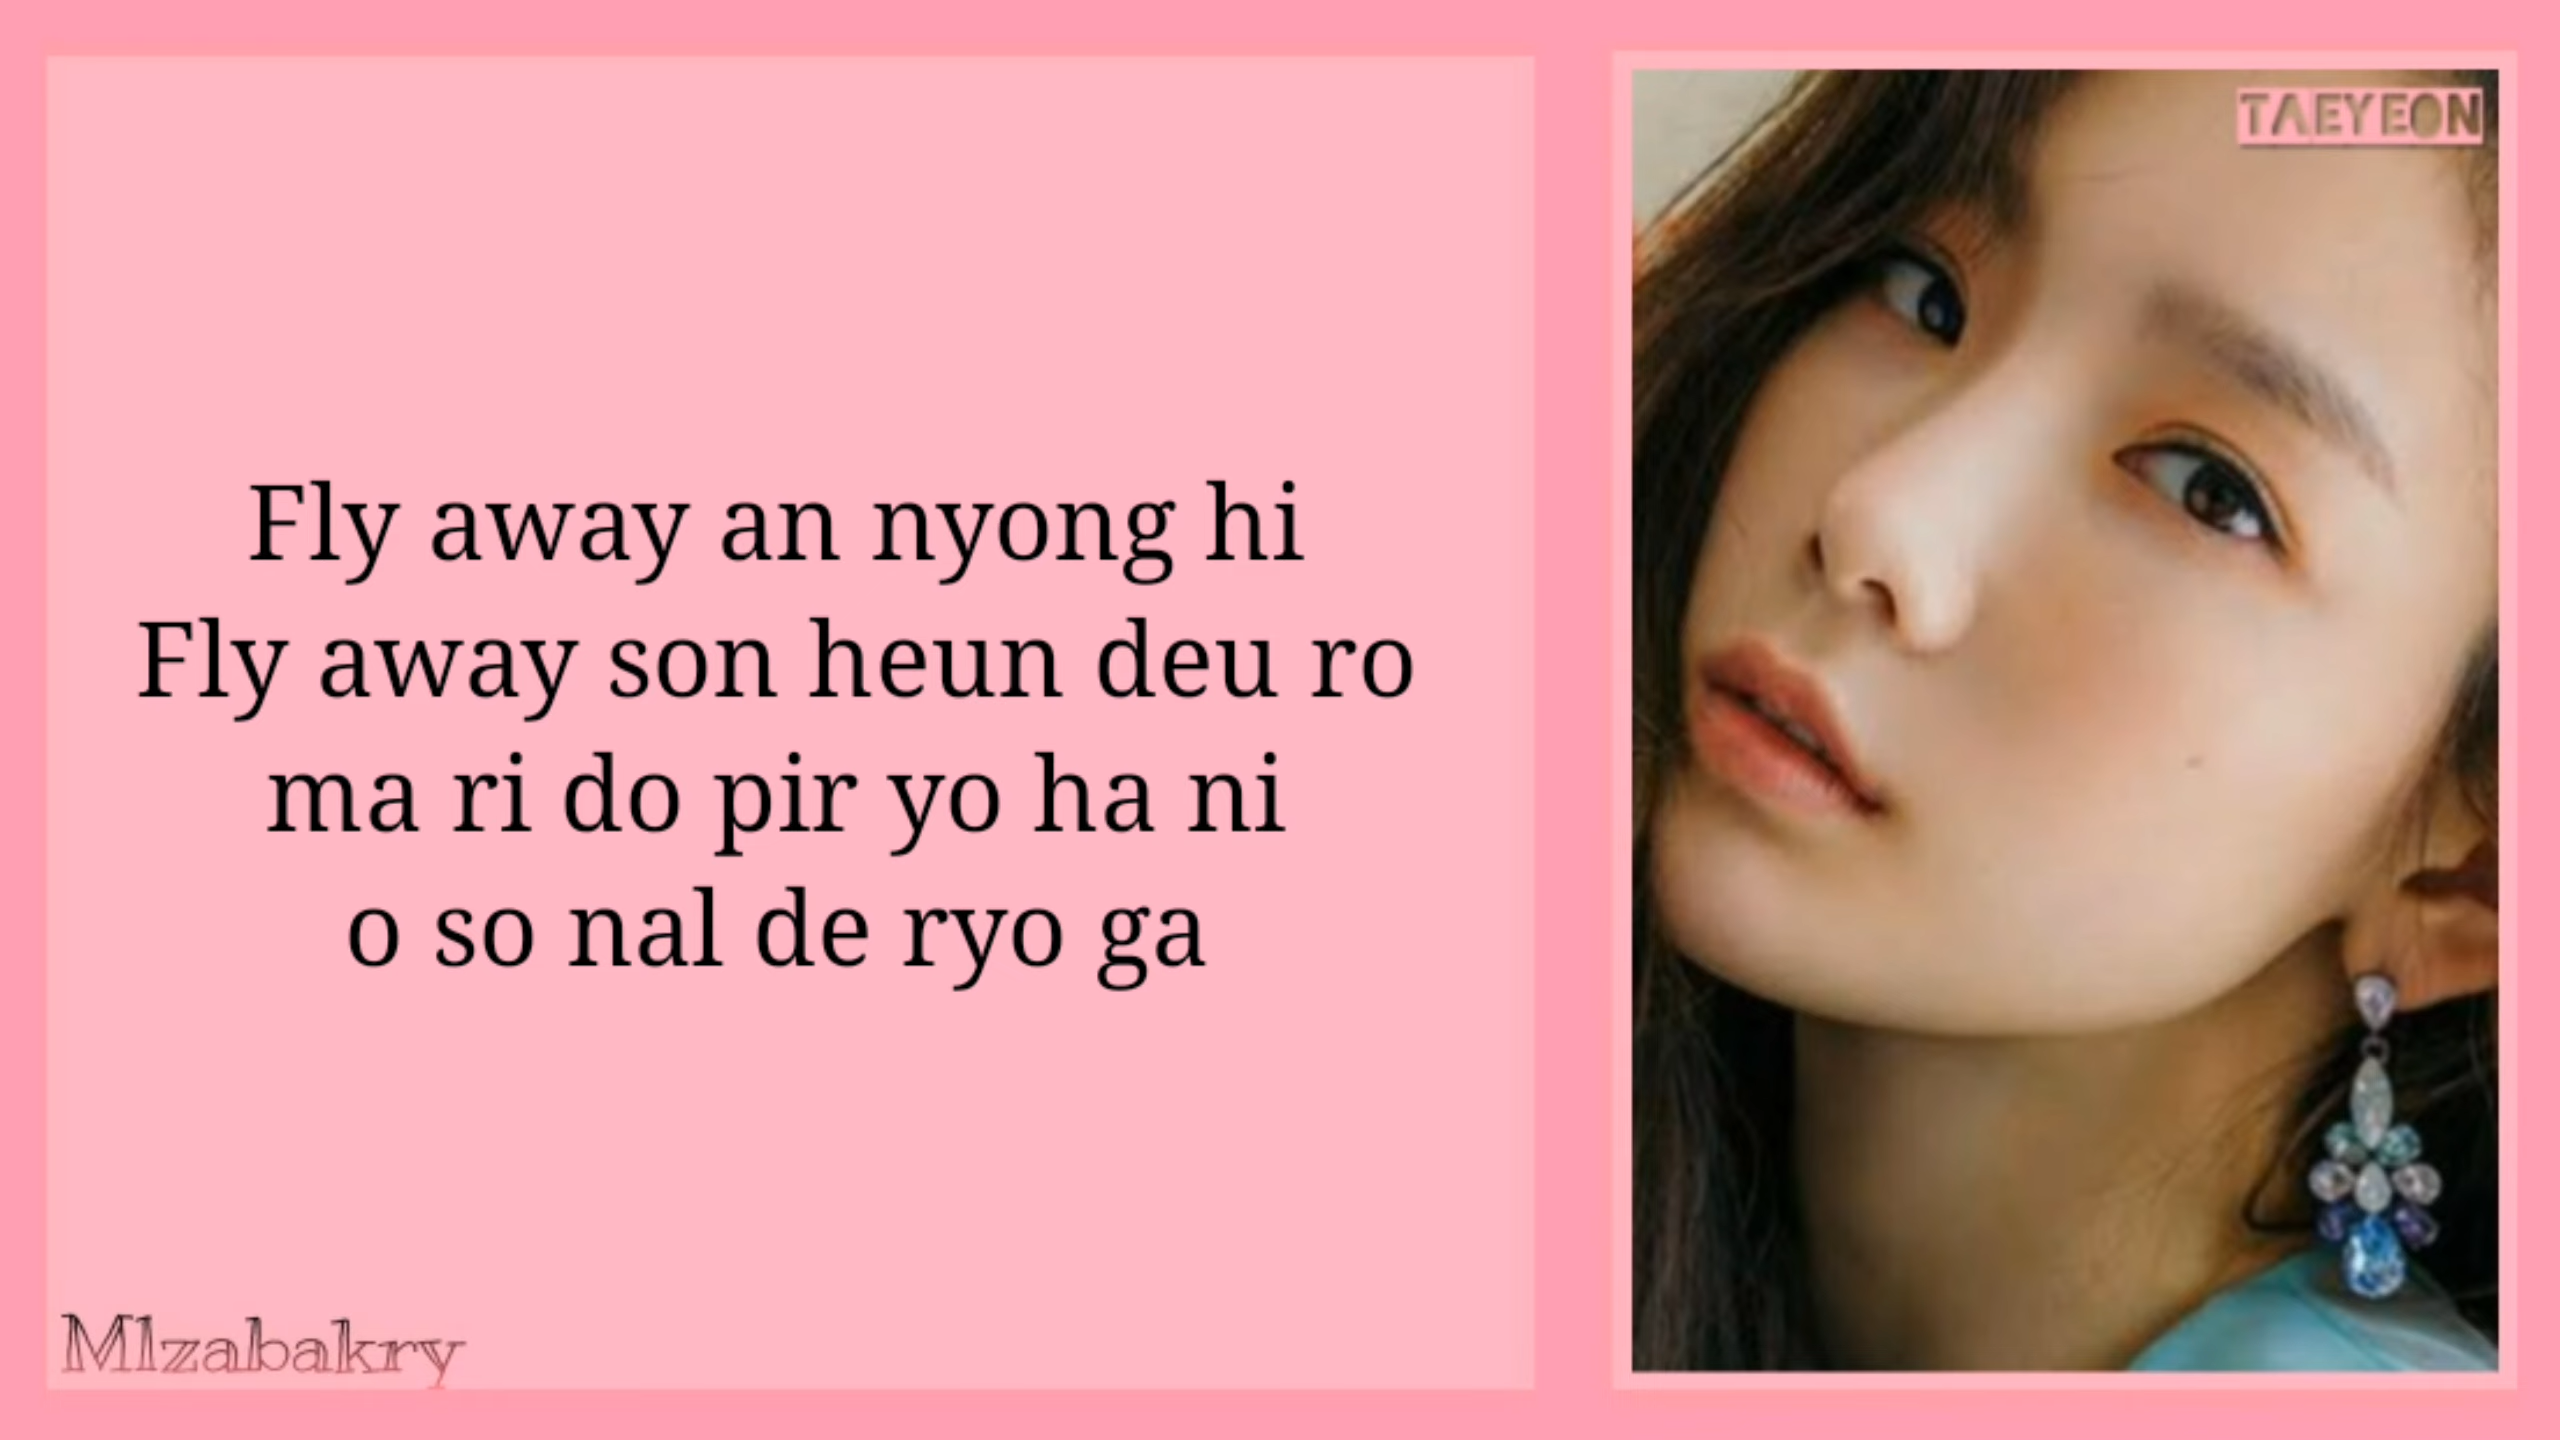 Fly away an nyong hi
Fly away son heun deu ro
ma ri do pir yo ha ni
o so nal de ryo ga
Mlzabakry
TAEYEON